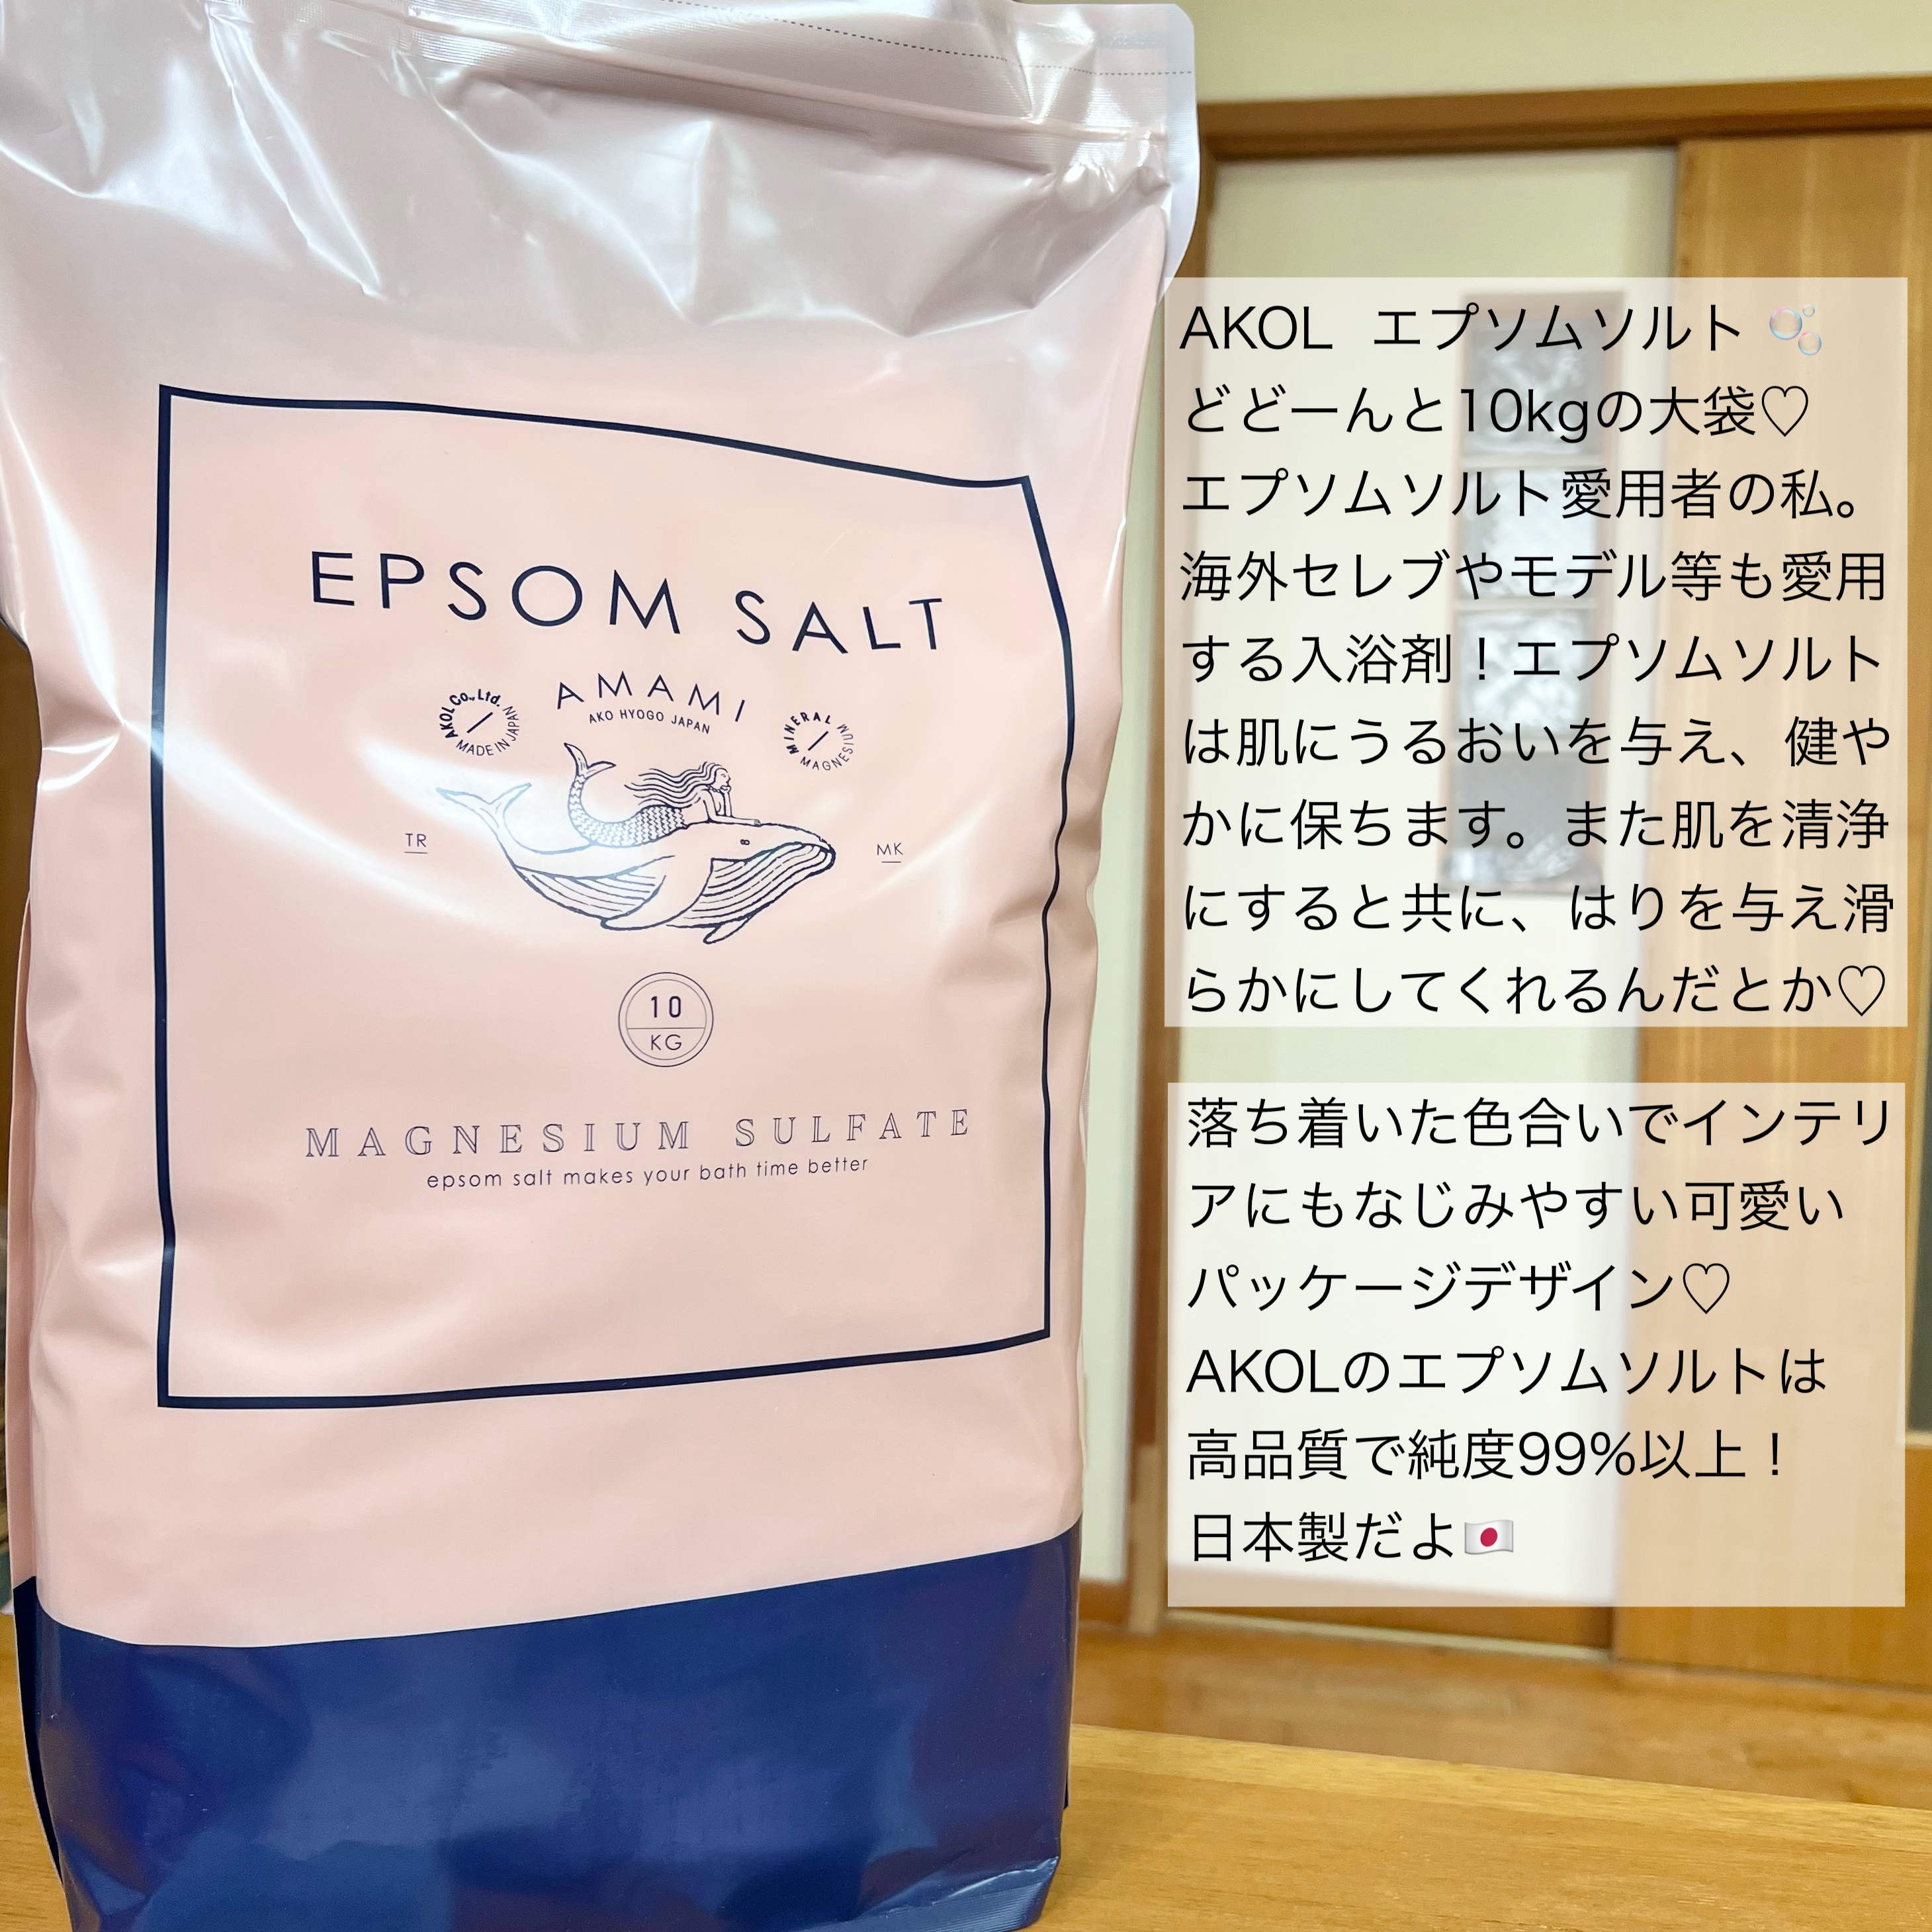 EPSOM SALT
AKOL Co., Ltd. MADE IN JAPAN
AMAMI
AKO HYOGO JAPAN
MINERAL MAGNESIUM
TR
MK
10
KG
MAGNESIUM SULFATE
epsom salt makes your bath time better
AKOL エプソムソルト🫧
どどーんと10kgの大袋♡
エプソムソルト愛用者の私。
海外セレブやモデル等も愛用
する入浴剤！エプソムソルト
は肌にうるおいを与え、健や
かに保ちます。また肌を清浄
にすると共に、はりを与え滑
らかにしてくれるんだとか♡
落ち着いた色合いでインテリ
アにもなじみやすい可愛い
パッケージデザイン♡
AKOLのエプソムソルトは
高品質で純度99%以上！
日本製だよ🇯🇵